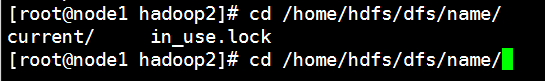 [root@node1 hadoop2]# cd /home/hdfs/dfs/name/
current/     in_use.lock
[root@node1 hadoop2]# cd /home/hdfs/dfs/name/